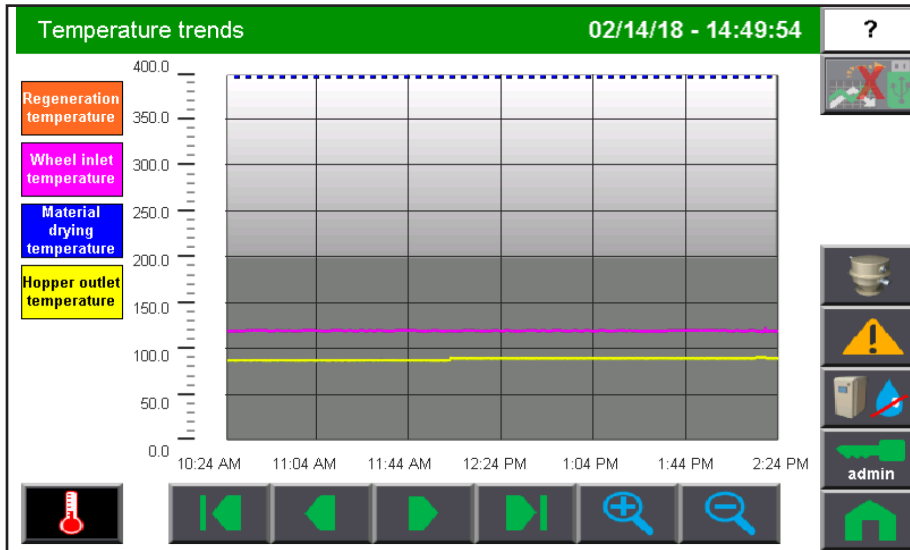 Temperature trends
02/14/18 - 14:49:54
?
Regeneration
temperature
Wheel inlet
temperature
Material
drying
temperature
Hopper outlet
temperature
400.0
350.0
300.0
250.0
200.0
150.0
100.0
50.0
0.0
10:24 AM
11:04 AM
11:44 AM
12:24 PM
1:04 PM
1:44 PM
2:24 PM
admin